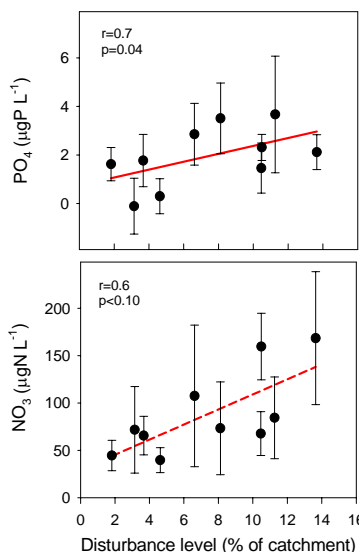 r=0.7
p=0.04
6
4
2
0
PO4 (µgP L-1)
r=0.6
p<0.10
200
150
100
50
0
NO3 (µgN L-1)
0 2 4 6 8 10 12 14 16
Disturbance level (% of catchment)